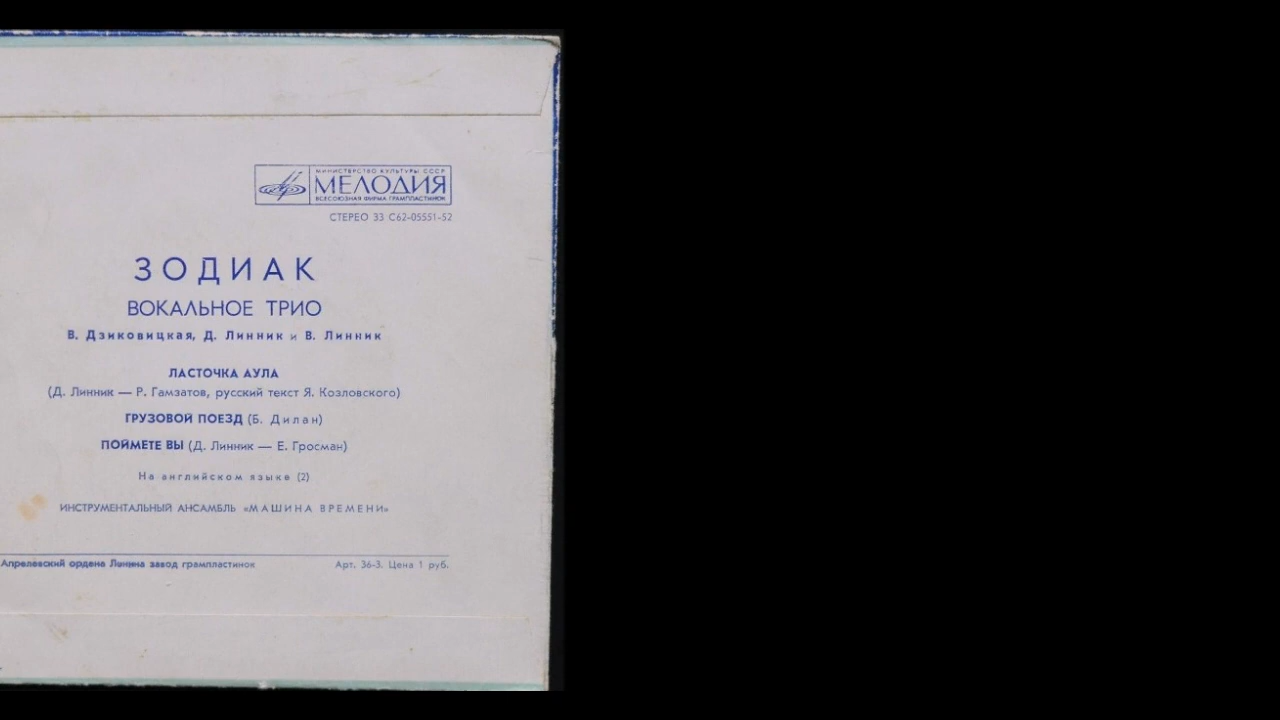 МИНИСТЕРСТВО КУЛЬТУРЫ СССР
МЕЛОДИЯ
ВСЕСОЮЗНАЯ ФИРМА ГРАМПЛАСТИНОК
СТЕРЕО 33 С62-05551-52
ЗОДИАК
ВОКАЛЬНОЕ ТРИО
В. Дзиковицкая, Д. Линник и В. Линник
ЛАСТОЧКА АУЛА
(Д. Линник — Р. Гамзатов, русский текст Я. Козловского)
ГРУЗОВОЙ ПОЕЗД (Б. Дилан)
ПОЙМЕТЕ ВЫ (Д. Линник — Е. Гросман)
На английском языке (2)
ИНСТРУМЕНТАЛЬНЫЙ АНСАМБЛЬ «МАШИНА ВРЕМЕНИ»
Апрелевский ордена Ленина завод грампластинок Арт. 36-3. Цена 1 руб.